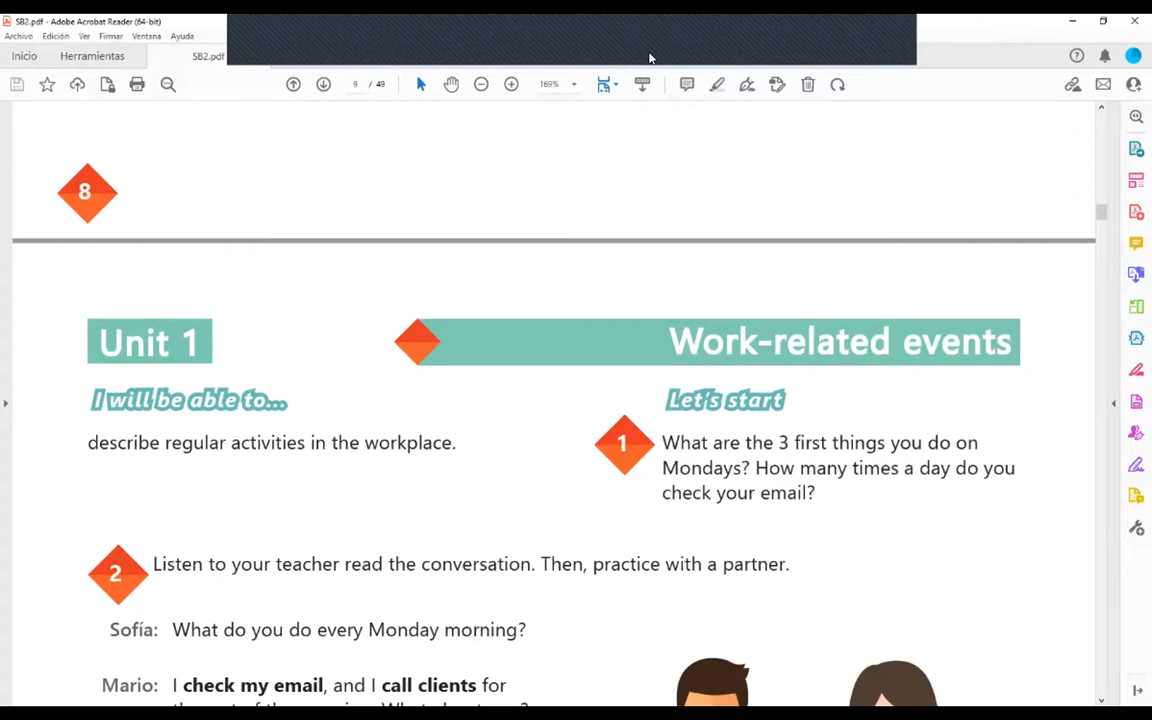 SB2.pdf - Adobe Acrobat Reader (64-bit)
Archivo Edición Ver Firmar Ventana Ayuda
Inicio Herramientas SB2.pdf
9 / 49 169%
8
Unit 1 Work-related events
I will be able to... Let's start
describe regular activities in the workplace.
1 What are the 3 first things you do on
Mondays? How many times a day do you
check your email?
2 Listen to your teacher read the conversation. Then, practice with a partner.
Sofía: What do you do every Monday morning?
Mario: I check my email, and I call clients for